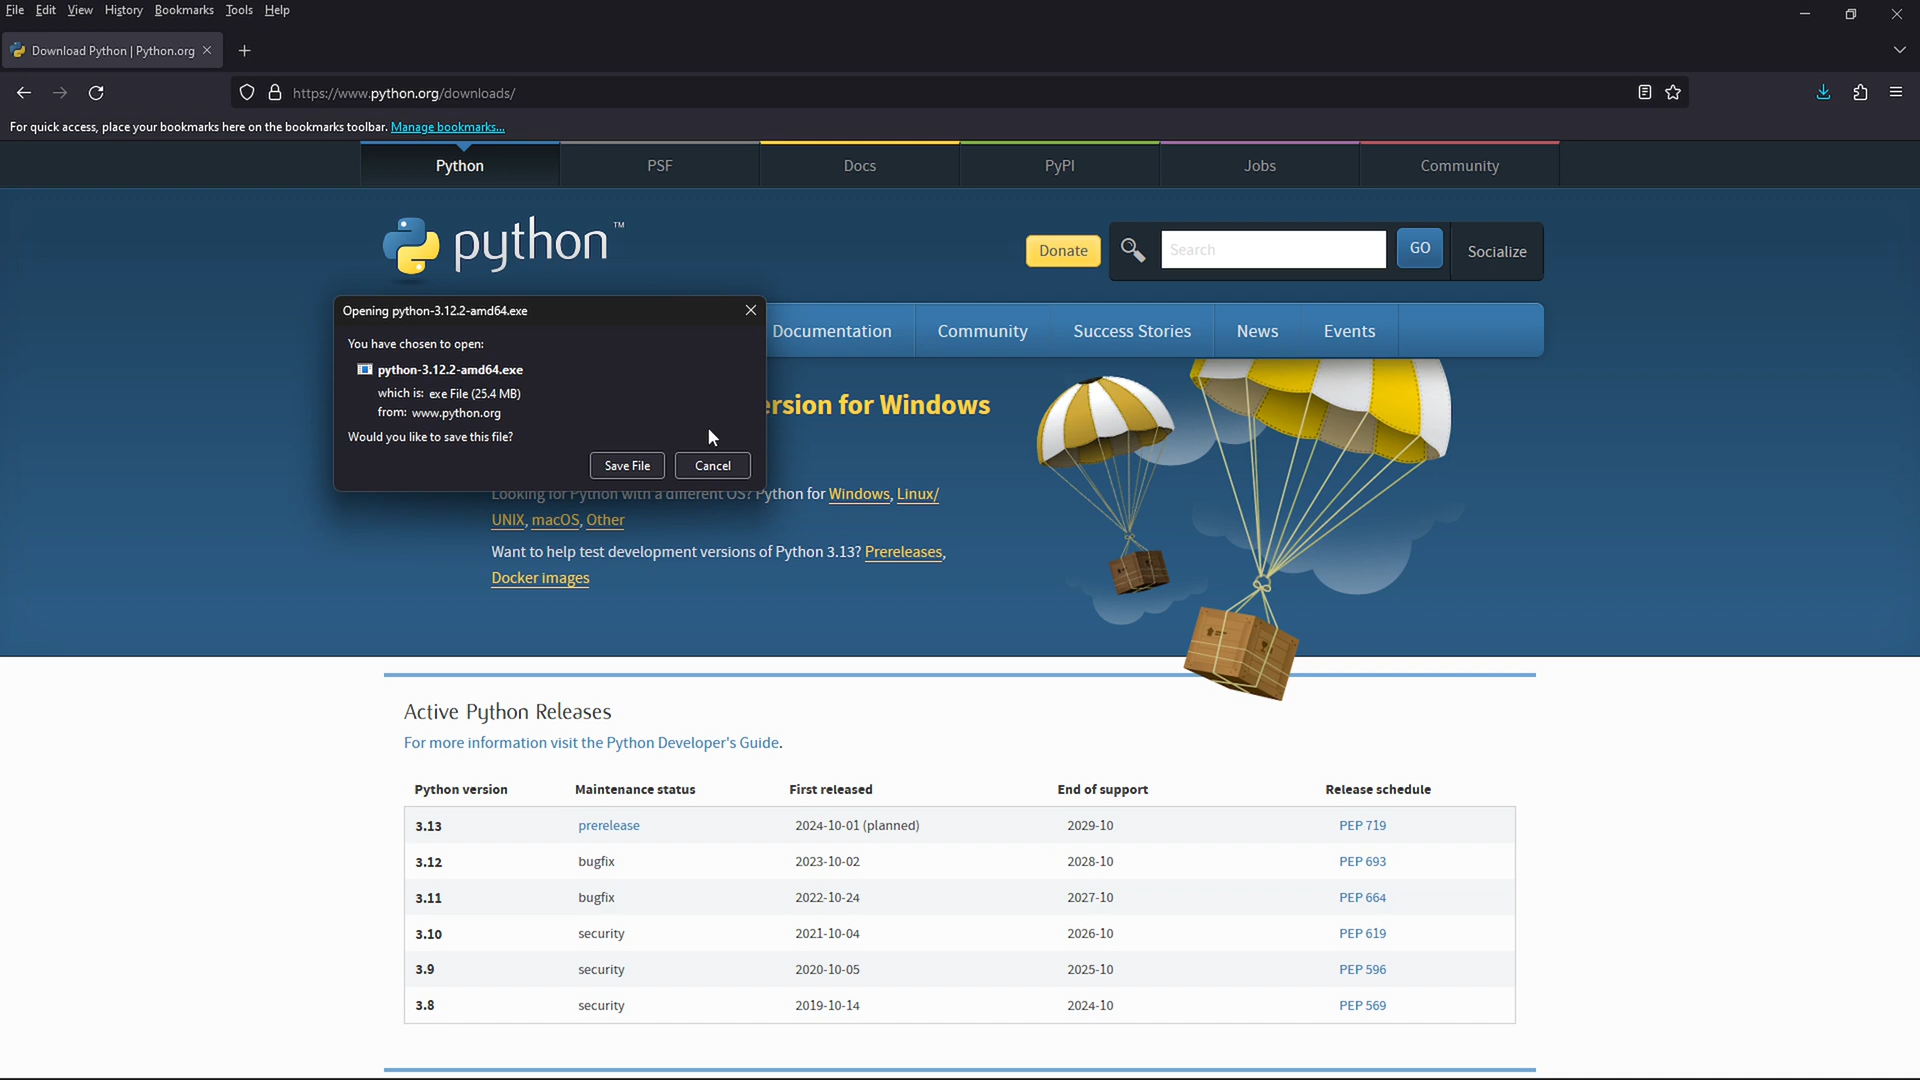 File Edit View History Bookmarks Tools Help
Download Python | Python.org
https://www.python.org/downloads/
For quick access, place your bookmarks here on the bookmarks toolbar. Manage bookmarks...
Python PSF Docs PyPI Jobs Community
python™
Donate Search GO Socialize
Opening python-3.12.2-amd64.exe
You have chosen to open:
python-3.12.2-amd64.exe
which is: exe File (25.4 MB)
from: www.python.org
Would you like to save this file?
Save File Cancel
Documentation Community Success Stories News Events
ersion for Windows
Looking for Python with a different OS? Python for Windows, Linux/
UNIX, macOS, Other
Want to help test development versions of Python 3.13? Prereleases,
Docker images
Active Python Releases
For more information visit the Python Developer's Guide.
Python version Maintenance status First released End of support Release schedule
3.13 prerelease 2024-10-01 (planned) 2029-10 PEP 719
3.12 bugfix 2023-10-02 2028-10 PEP 693
3.11 bugfix 2022-10-24 2027-10 PEP 664
3.10 security 2021-10-04 2026-10 PEP 619
3.9 security 2020-10-05 2025-10 PEP 596
3.8 security 2019-10-14 2024-10 PEP 569